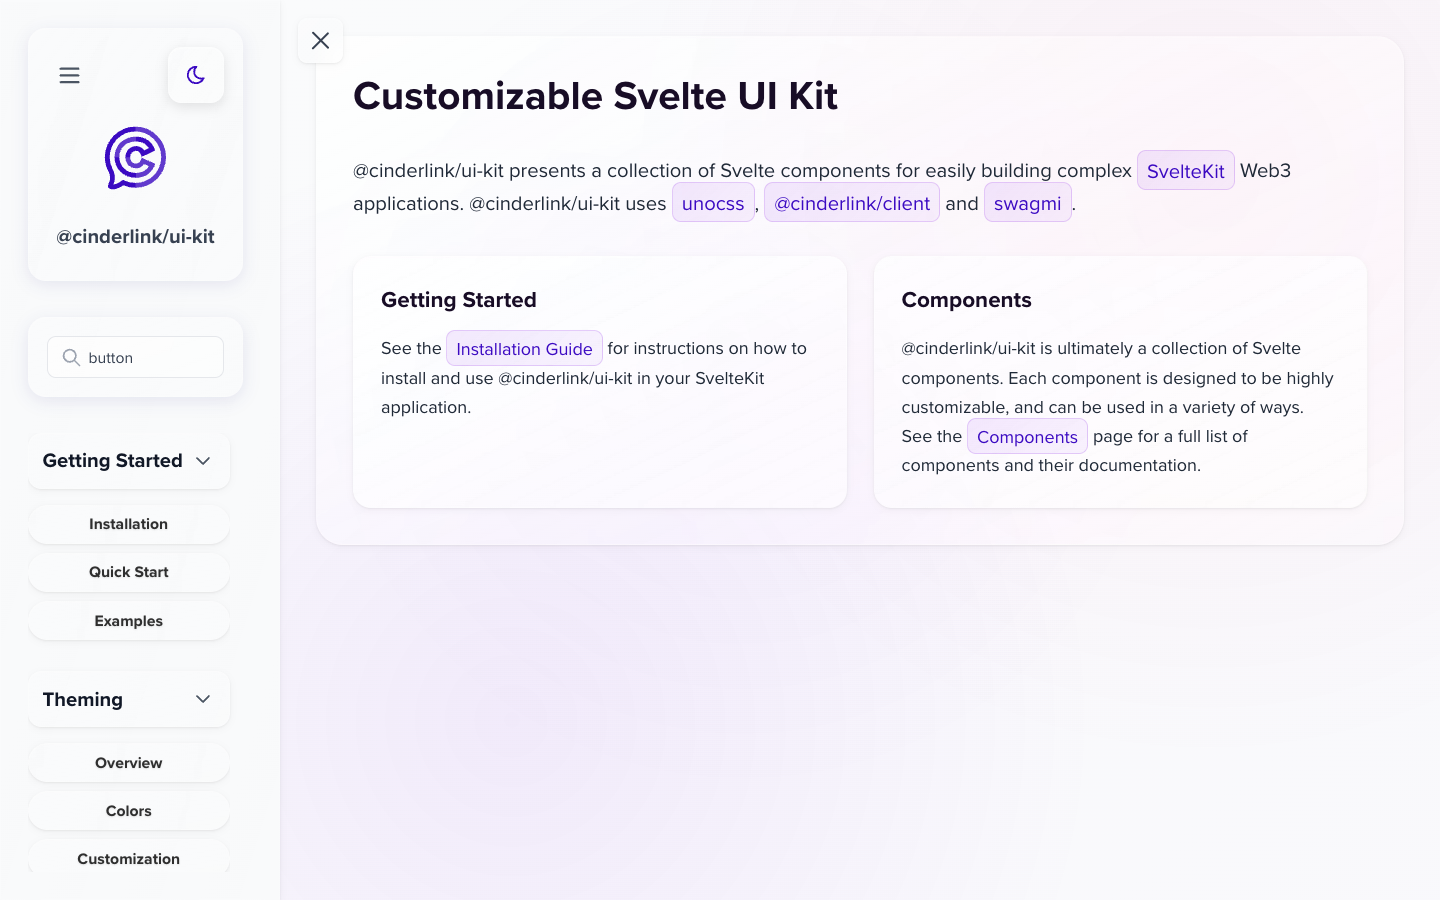 @cinderlink/ui-kit
button
Getting Started
Installation
Quick Start
Examples
Theming
Overview
Colors
Customization
Customizable Svelte UI Kit
@cinderlink/ui-kit presents a collection of Svelte components for easily building complex SvelteKit Web3
applications. @cinderlink/ui-kit uses unocss, @cinderlink/client and swagmi.
Getting Started
See the Installation Guide for instructions on how to
install and use @cinderlink/ui-kit in your SvelteKit
application.
Components
@cinderlink/ui-kit is ultimately a collection of Svelte
components. Each component is designed to be highly
customizable, and can be used in a variety of ways.
See the Components page for a full list of
components and their documentation.